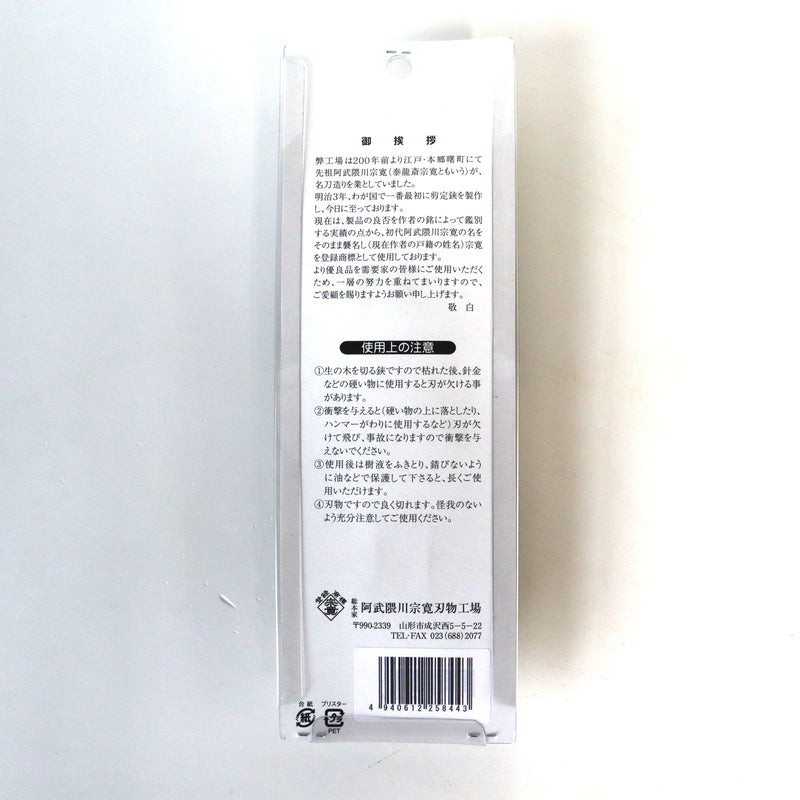 御挨拶
弊工場は200年前より江戸・本郷曙町にて
先祖阿武隈川宗寛(泰龍斎宗寛ともいう)が、
名刀造りを業としていました。
明治3年、わが国で一番最初に剪定鋏を製作
し、今日に至っております。
現在は、製品の良否を作者の銘によって鑑別
する実績の点から、初代阿武隈川宗寛の名を
そのまま襲名し(現在作者の戸籍の姓名)宗寛
を登録商標として使用しております。
より優良品を需要家の皆様にご使用いただく
ため、一層の努力を重ねてまいりますので、
ご愛顧を賜りますようお願い申し上げます。
敬白
使用上の注意
①生の木を切る鋏ですので枯れた後、針金
などの硬い物に使用すると刃が欠ける事
があります。
②衝撃を与えると(硬い物の上に落としたり、
ハンマーがわりに使用するなど)刃が欠
けて飛び、事故になりますので衝撃を与
えないでください。
③使用後は樹液をふきとり、錆びないよう
に油などで保護して下さると、長くご使
用いただけます。
④刃物ですので良く切れます。怪我のない
よう充分注意してご使用ください。
登録商標
宗寛
総本家
阿武隈川宗寛刃物工場
〒990-2339 山形市成沢西5-5-22
TEL・FAX 023(688)2077
4 940612 258443
台紙 ブリスター
紙 プラ
PET